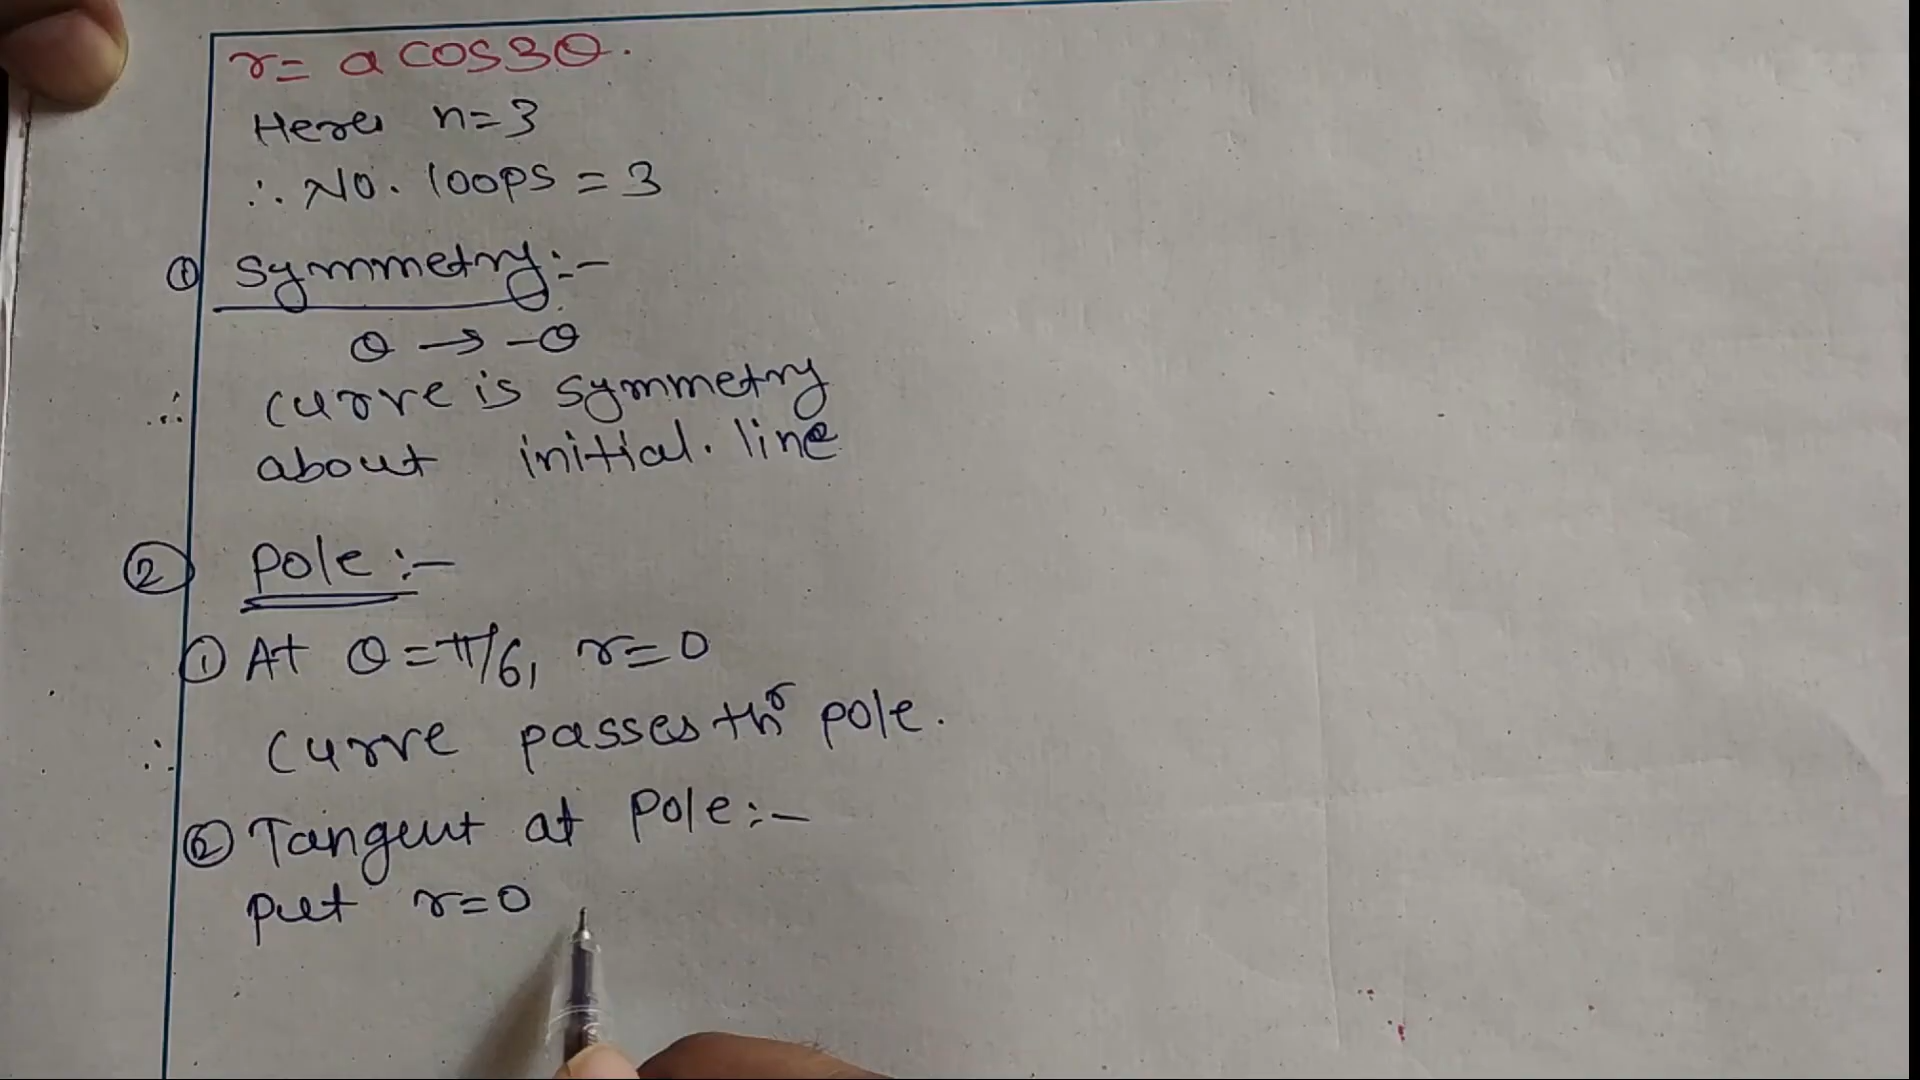 r = a cos3θ.
Here n=3
∴ No. loops = 3
① Symmetry:-
θ → -θ
∴ curve is symmetry
about initial. line
② Pole:-
① At θ=π/6, r=0
∴ curve passes thr pole.
② Tangent at Pole:-
put r=0